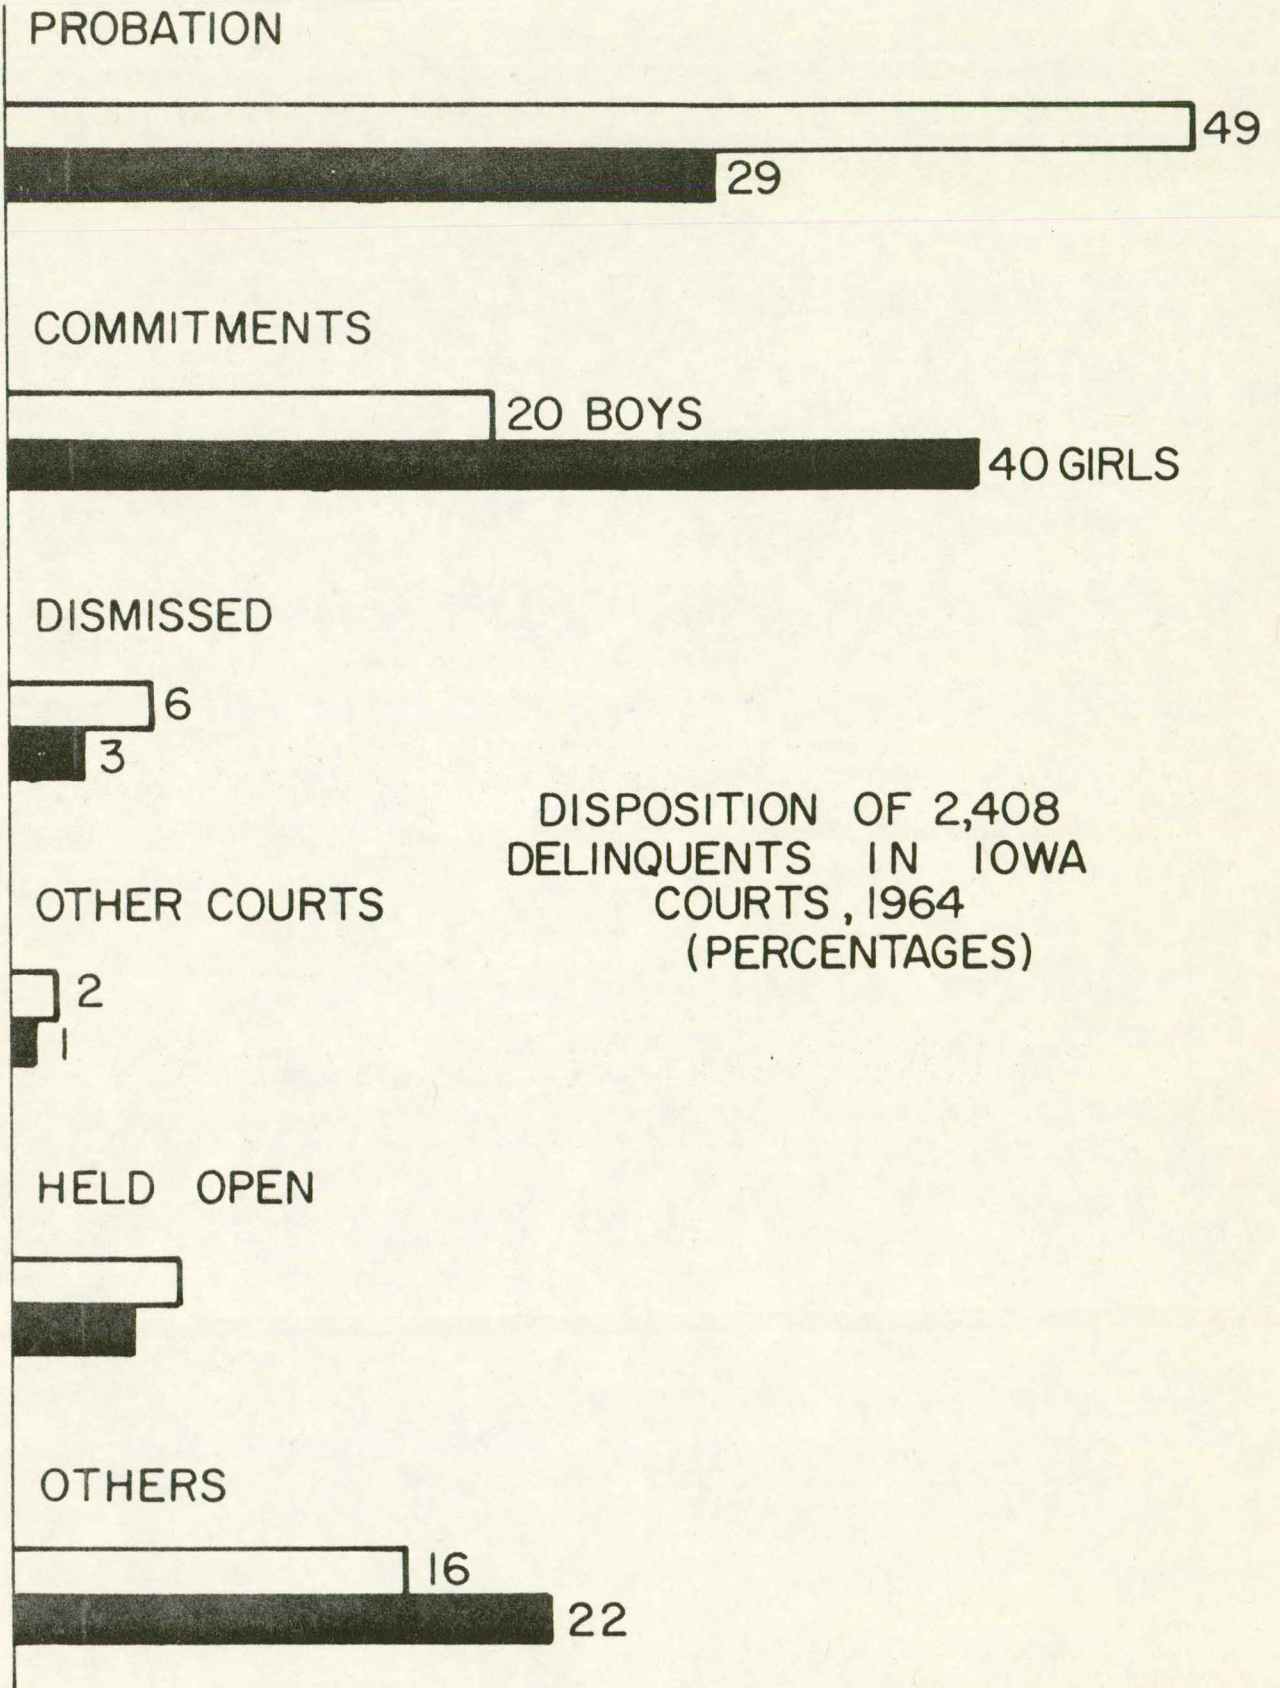 PROBATION
49
29
COMMITMENTS
20 BOYS
40 GIRLS
DISMISSED
6
3
DISPOSITION OF 2,408
DELINQUENTS IN IOWA
COURTS, 1964
(PERCENTAGES)
OTHER COURTS
2
1
HELD OPEN
OTHERS
16
22